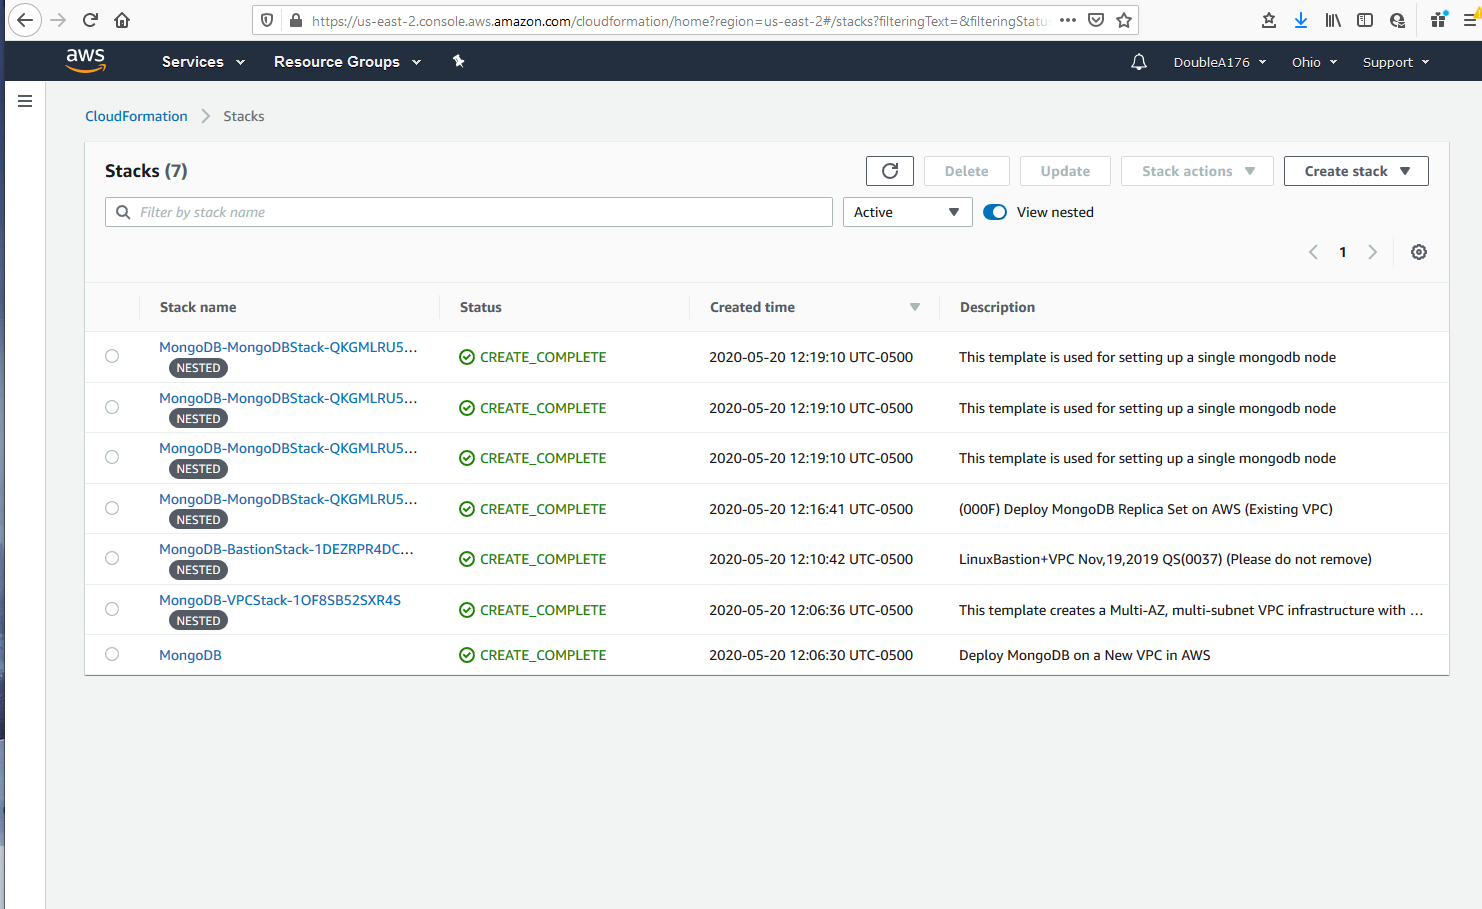 https://us-east-2.console.aws.amazon.com/cloudformation/home?region=us-east-2#/stacks?filteringText=&filteringStatu
aws Services Resource Groups DoubleA176 Ohio Support
CloudFormation Stacks
Stacks (7) Delete Update Stack actions Create stack
Filter by stack name Active View nested
1
Stack name Status Created time Description
MongoDB-MongoDBStack-QKGMLRU5... CREATE_COMPLETE 2020-05-20 12:19:10 UTC-0500 This template is used for setting up a single mongodb node
NESTED
MongoDB-MongoDBStack-QKGMLRU5... CREATE_COMPLETE 2020-05-20 12:19:10 UTC-0500 This template is used for setting up a single mongodb node
NESTED
MongoDB-MongoDBStack-QKGMLRU5... CREATE_COMPLETE 2020-05-20 12:19:10 UTC-0500 This template is used for setting up a single mongodb node
NESTED
MongoDB-MongoDBStack-QKGMLRU5... CREATE_COMPLETE 2020-05-20 12:16:41 UTC-0500 (000F) Deploy MongoDB Replica Set on AWS (Existing VPC)
NESTED
MongoDB-BastionStack-1DEZRPR4DC... CREATE_COMPLETE 2020-05-20 12:10:42 UTC-0500 LinuxBastion+VPC Nov,19,2019 QS(0037) (Please do not remove)
NESTED
MongoDB-VPCStack-1OF8SB52SXR4S CREATE_COMPLETE 2020-05-20 12:06:36 UTC-0500 This template creates a Multi-AZ, multi-subnet VPC infrastructure with ...
NESTED
MongoDB CREATE_COMPLETE 2020-05-20 12:06:30 UTC-0500 Deploy MongoDB on a New VPC in AWS